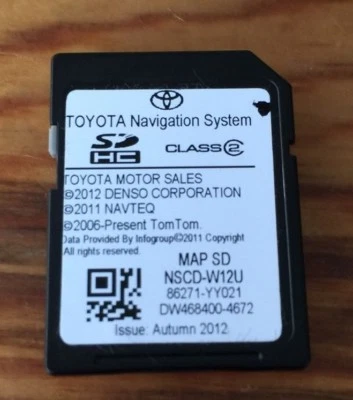 TOYOTA Navigation System
SD HC CLASS 2
TOYOTA MOTOR SALES
©2012 DENSO CORPORATION
©2011 NAVTEQ
©2006-Present TomTom.
Data Provided By Infogroup©2011 Copyright
All rights reserved.
MAP SD
NSCD-W12U
86271-YY021
DW468400-4672
Issue: Autumn 2012